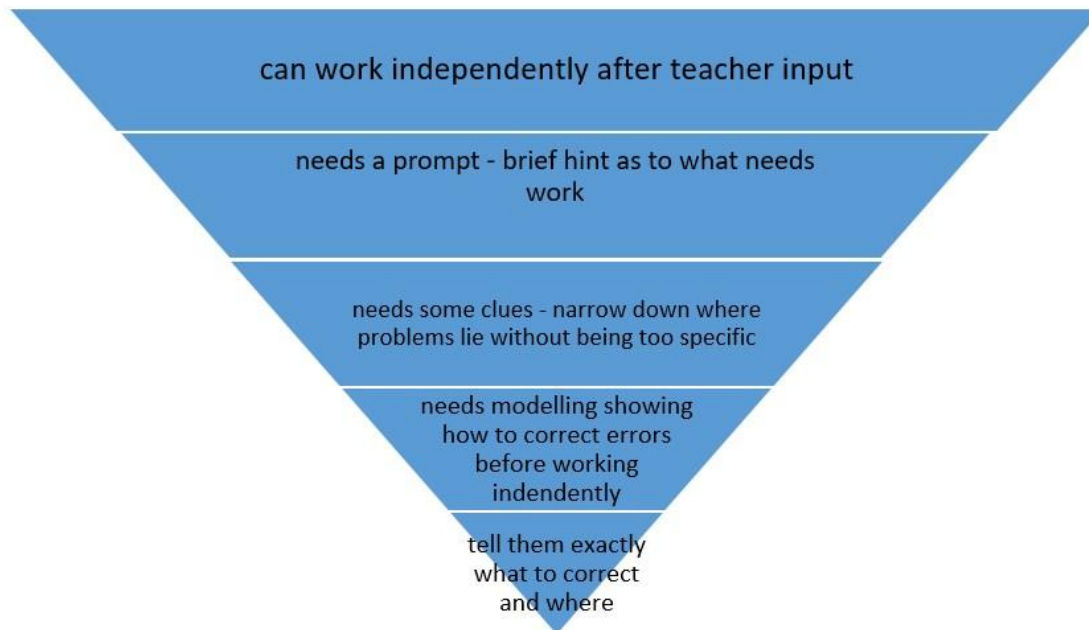 can work independently after teacher input
needs a prompt - brief hint as to what needs
work
needs some clues - narrow down where
problems lie without being too specific
needs modelling showing
how to correct errors
before working
indendently
tell them exactly
what to correct
and where